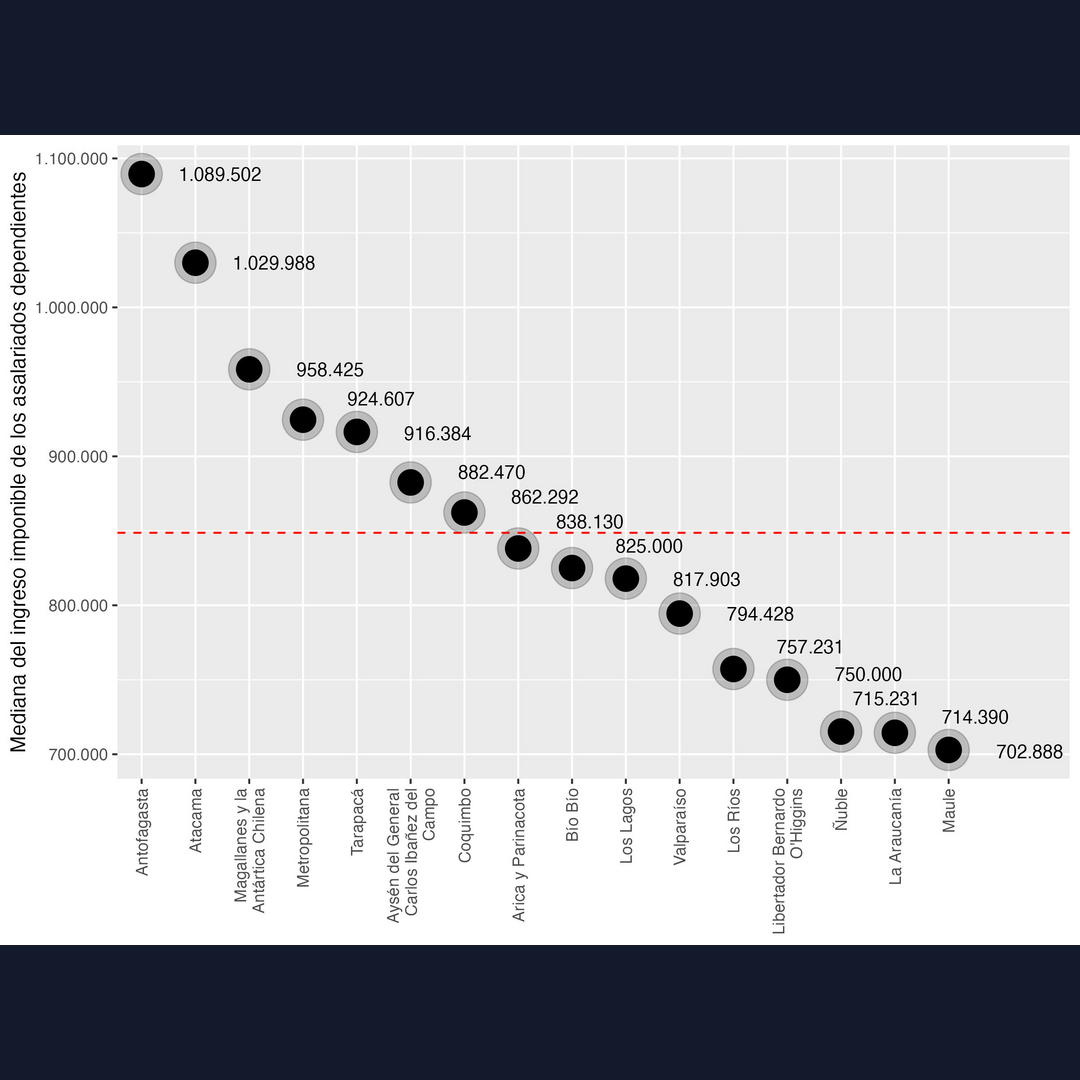 Mediana del ingreso imponible de los asalariados dependientes
1.100.000
1.000.000
900.000
800.000
700.000
1.089.502
1.029.988
958.425
924.607
916.384
882.470
862.292
838.130
825.000
817.903
794.428
757.231
750.000
715.231
714.390
702.888
Antofagasta
Atacama
Magallanes y la
Antártica Chilena
Metropolitana
Tarapacá
Aysén del General
Carlos Ibañez del
Campo
Coquimbo
Arica y Parinacota
Bío Bío
Los Lagos
Valparaíso
Los Ríos
Libertador Bernardo
O'Higgins
Ñuble
La Araucanía
Maule